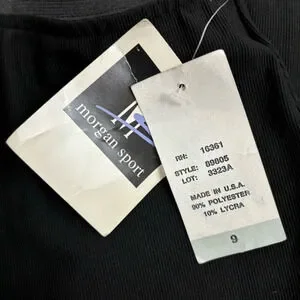 morgan sport
RN: 16361
STYLE: 89805
LOT: 3323A
MADE IN U.S.A.
90% POLYESTER
10% LYCRA
9